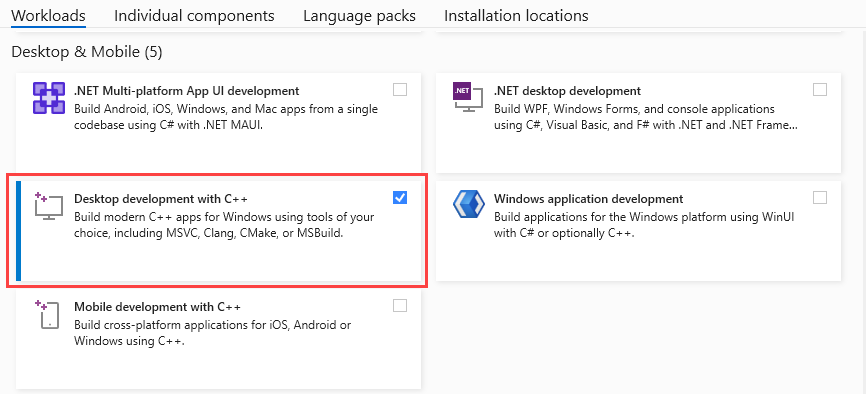 Workloads Individual components Language packs Installation locations
Desktop & Mobile (5)
.NET Multi-platform App UI development
Build Android, iOS, Windows, and Mac apps from a single
codebase using C# with .NET MAUI.
.NET
.NET desktop development
Build WPF, Windows Forms, and console applications
using C#, Visual Basic, and F# with .NET and .NET Frame...
Desktop development with C++
Build modern C++ apps for Windows using tools of your
choice, including MSVC, Clang, CMake, or MSBuild.
Windows application development
Build applications for the Windows platform using WinUI
with C# or optionally C++.
Mobile development with C++
Build cross-platform applications for iOS, Android or
Windows using C++.